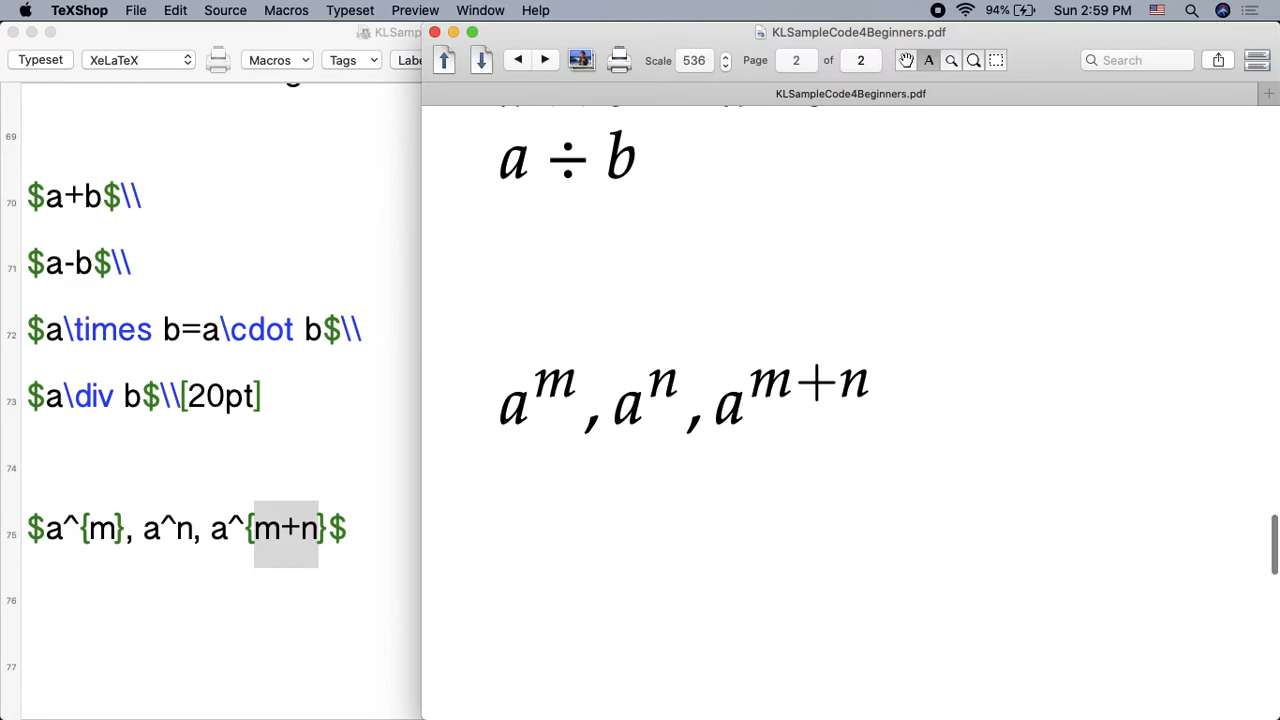 TeXShop File Edit Source Macros Typeset Preview Window Help 94% Sun 2:59 PM
KLSam KLSampleCode4Beginners.pdf
Typeset XeLaTeX Macros Tags Labe Scale 536 Page 2 of 2 Search
KLSampleCode4Beginners.pdf
69
70 $a+b$\\
71 $a-b$\\
72 $a\times b=a\cdot b$\\
73 $a\div b$\\[20pt]
74
75 $a^{m}, a^n, a^{m+n}$
76
77
a ÷ b
a^m, a^n, a^{m+n}